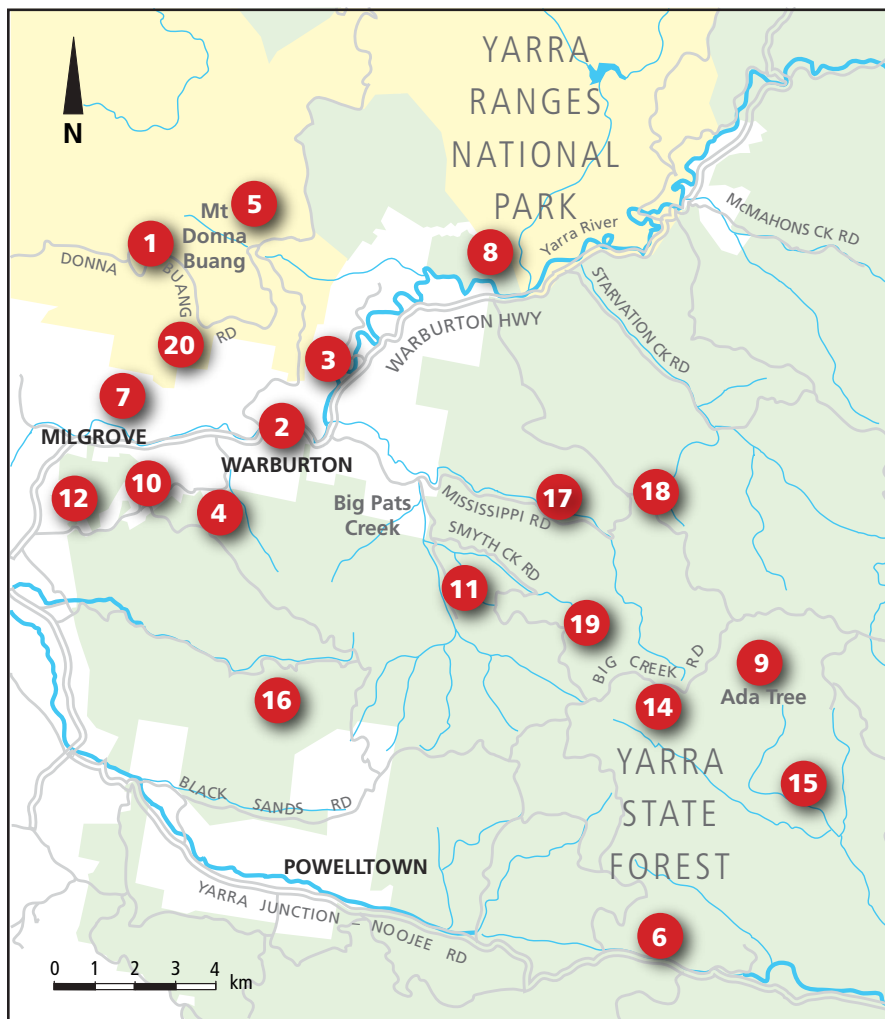 YARRA
RANGES
NATIONAL
PARK
N
5
Mt
Donna
Buang
1
DONNA BUANG RD
8
Yarra River
McMAHONS CK RD
STARVATION CK RD
WARBURTON HWY
20
3
7
MILGROVE
2
WARBURTON
12
10
4
Big Pats
Creek
MISSISSIPPI RD
17
18
SMYTH CK RD
11
19
BIG CREEK RD
9
Ada Tree
14
16
YARRA
STATE
FOREST
15
BLACK SANDS RD
POWELLTOWN
YARRA JUNCTION – NOOJEE RD
6
0 1 2 3 4
km